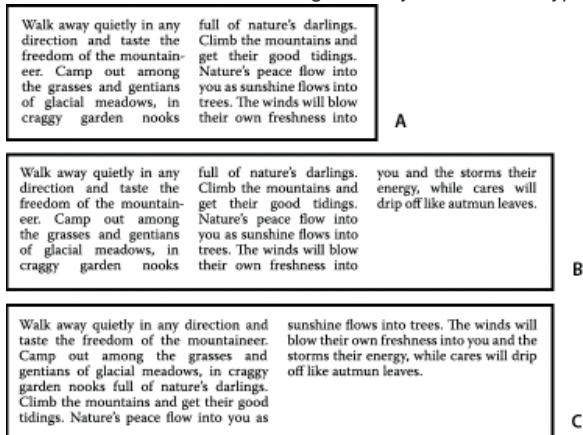 Walk away quietly in any
direction and taste the
freedom of the mountain-
eer. Camp out among
the grasses and gentians
of glacial meadows, in
craggy garden nooks
full of nature's darlings.
Climb the mountains and
get their good tidings.
Nature's peace flow into
you as sunshine flows into
trees. The winds will blow
their own freshness into
A
Walk away quietly in any
direction and taste the
freedom of the mountain-
eer. Camp out among
the grasses and gentians
of glacial meadows, in
craggy garden nooks
full of nature's darlings.
Climb the mountains and
get their good tidings.
Nature's peace flow into
you as sunshine flows into
trees. The winds will blow
their own freshness into
you and the storms their
energy, while cares will
drip off like autmun leaves.
B
Walk away quietly in any direction and
taste the freedom of the mountaineer.
Camp out among the grasses and
gentians of glacial meadows, in craggy
garden nooks full of nature's darlings.
Climb the mountains and get their good
tidings. Nature's peace flow into you as
sunshine flows into trees. The winds will
blow their own freshness into you and the
storms their energy, while cares will drip
off like autmun leaves.
C